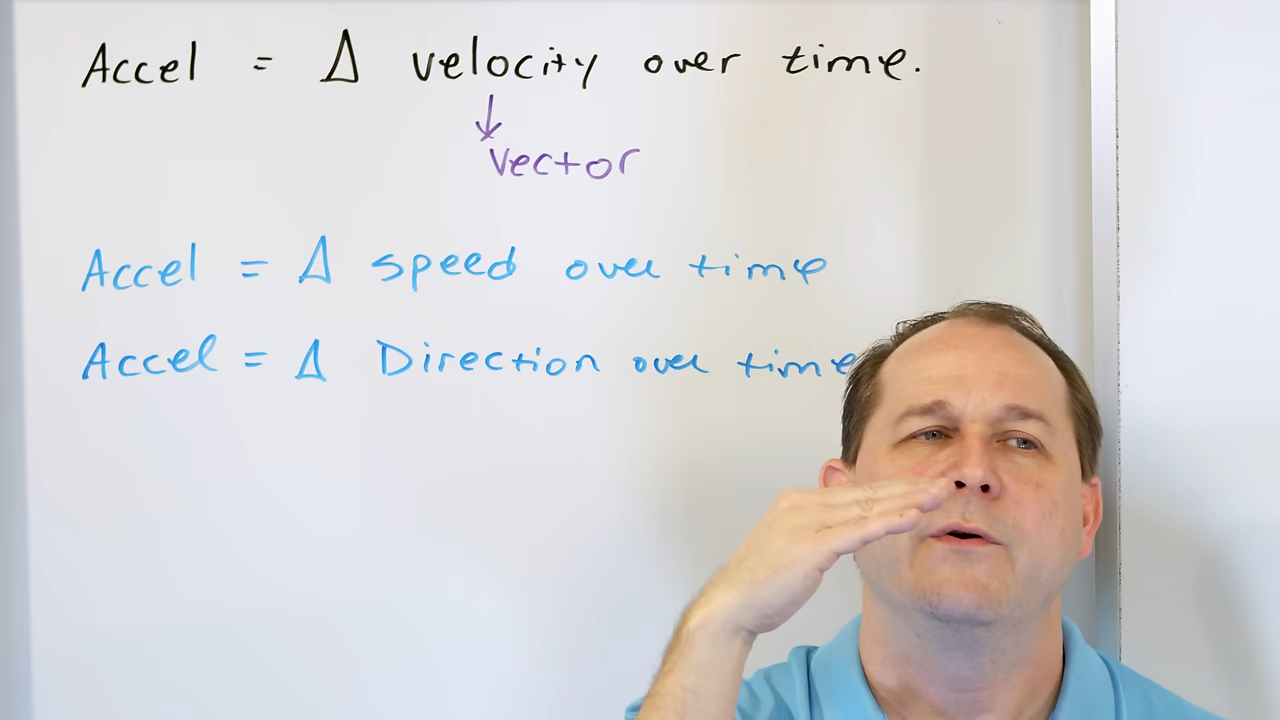 Accel = Δ velocity over time.
↓
vector
Accel = Δ speed over time
Accel = Δ Direction over time